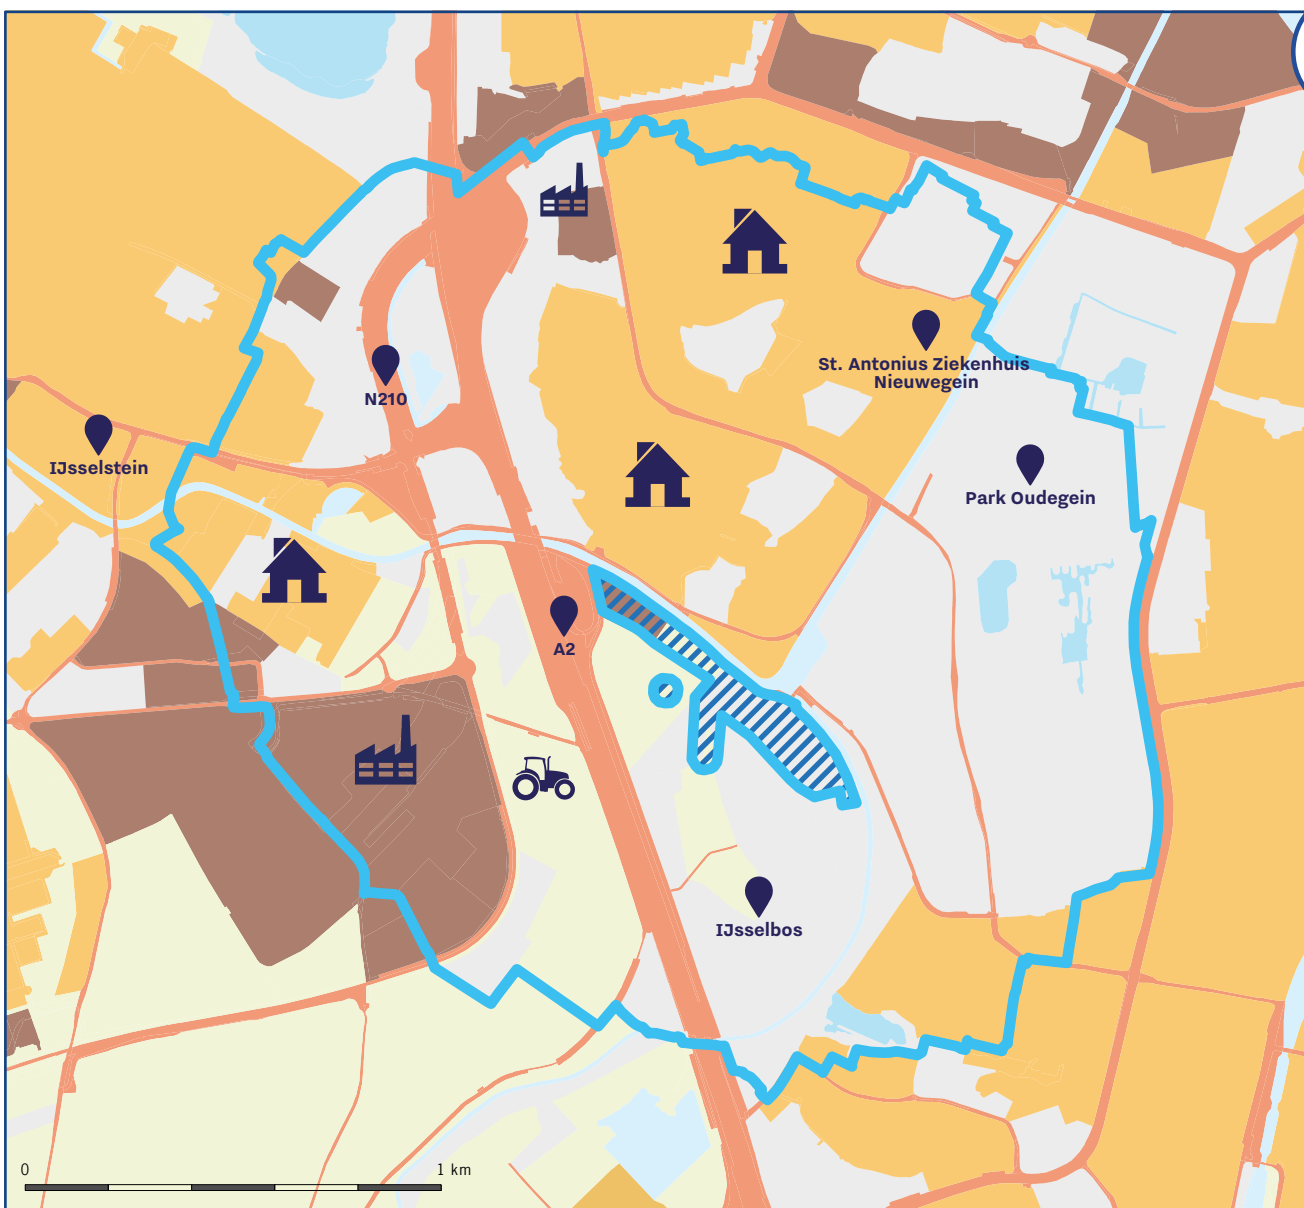 St. Antonius Ziekenhuis
Nieuwegein
N210
IJsselstein
Park Oudegein
A2
IJsselbos
0 1 km